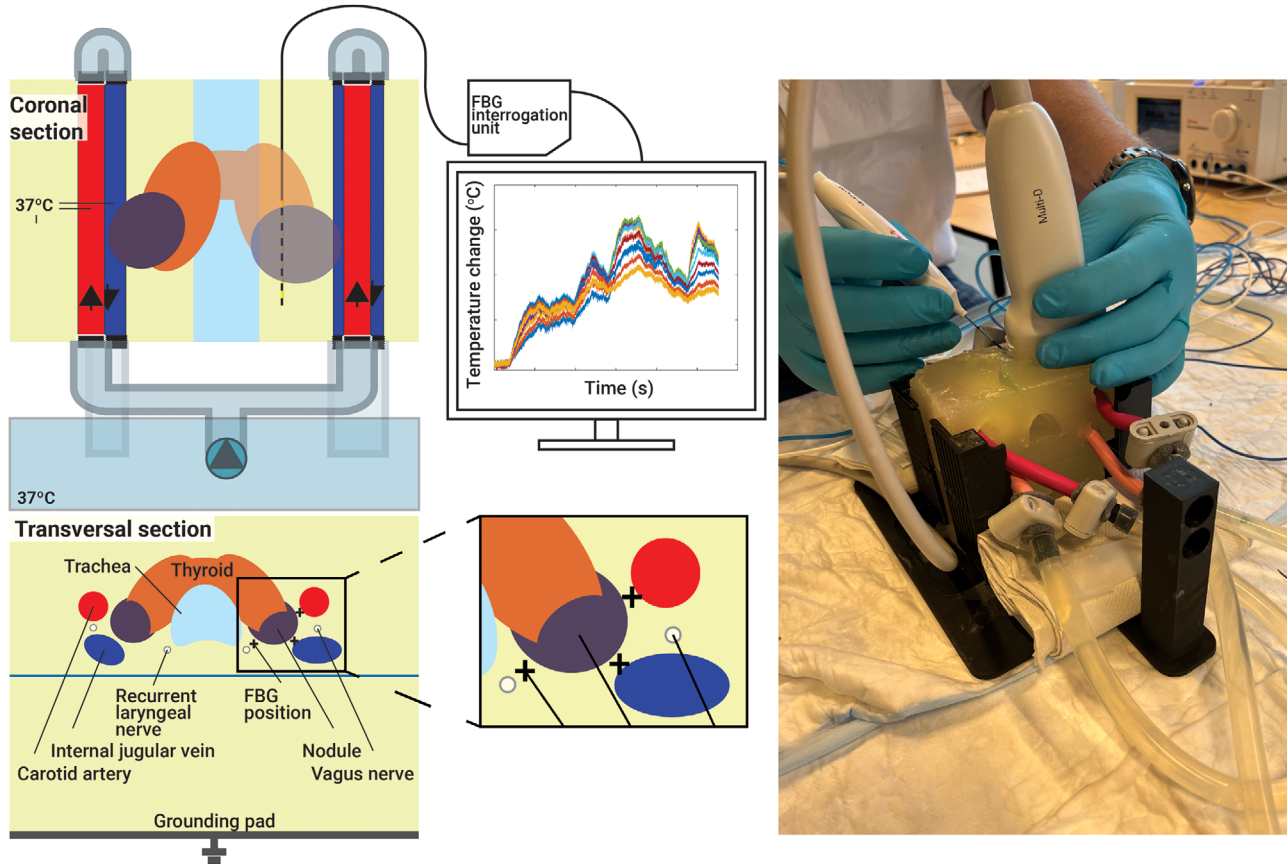 Coronal
section
37°C
37°C
FBG
interrogation
unit
Temperature change (°C)
Time (s)
Transversal section
Trachea
Thyroid
Recurrent
laryngeal
nerve
FBG
position
Internal jugular vein
Nodule
Carotid artery
Vagus nerve
Grounding pad
Multi-D